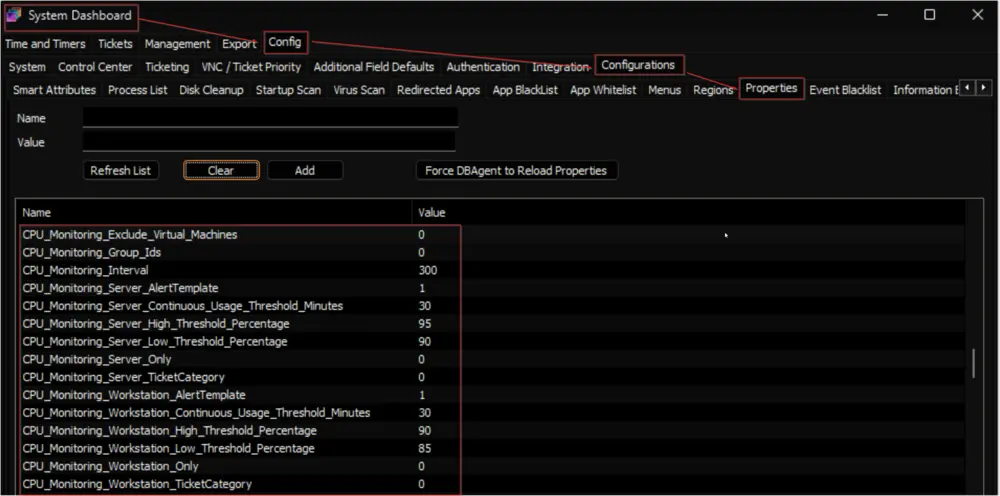 System Dashboard
Time and Timers Tickets Management Export Config
System Control Center Ticketing VNC / Ticket Priority Additional Field Defaults Authentication Integration Configurations
Smart Attributes Process List Disk Cleanup Startup Scan Virus Scan Redirected Apps App BlackList App Whitelist Menus Regions Properties Event Blacklist Information
Name
Value
Refresh List Clear Add Force DBAgent to Reload Properties
Name Value
CPU_Monitoring_Exclude_Virtual_Machines 0
CPU_Monitoring_Group_Ids 0
CPU_Monitoring_Interval 300
CPU_Monitoring_Server_AlertTemplate 1
CPU_Monitoring_Server_Continuous_Usage_Threshold_Minutes 30
CPU_Monitoring_Server_High_Threshold_Percentage 95
CPU_Monitoring_Server_Low_Threshold_Percentage 90
CPU_Monitoring_Server_Only 0
CPU_Monitoring_Server_TicketCategory 0
CPU_Monitoring_Workstation_AlertTemplate 1
CPU_Monitoring_Workstation_Continuous_Usage_Threshold_Minutes 30
CPU_Monitoring_Workstation_High_Threshold_Percentage 90
CPU_Monitoring_Workstation_Low_Threshold_Percentage 85
CPU_Monitoring_Workstation_Only 0
CPU_Monitoring_Workstation_TicketCategory 0